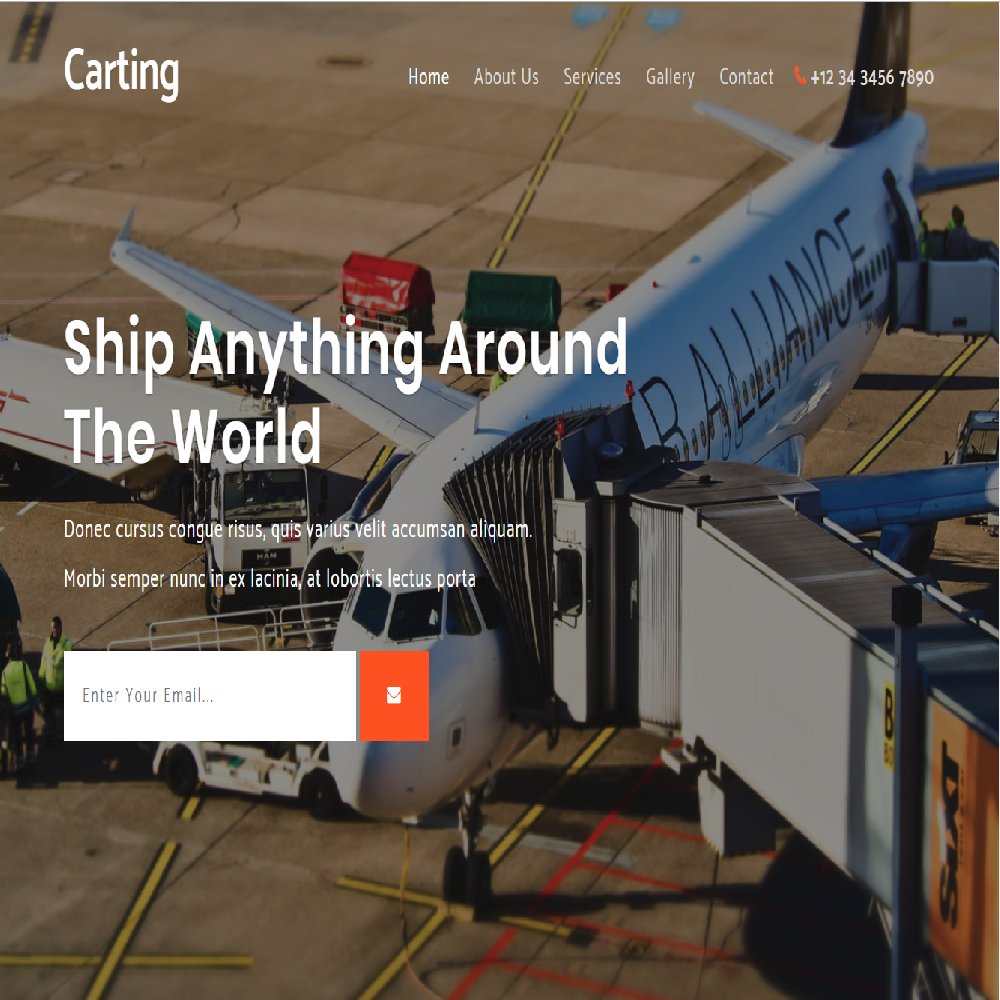 Carting
Home About Us Services Gallery Contact +12 34 3456 7890
R ALLIANCE
Ship Anything Around
The World
Donec cursus congue risus, quis varius velit accumsan aliquam.
MAN
Morbi semper nunc in ex lacinia, at lobortis lectus porta
Enter Your Email...
B
Sixt